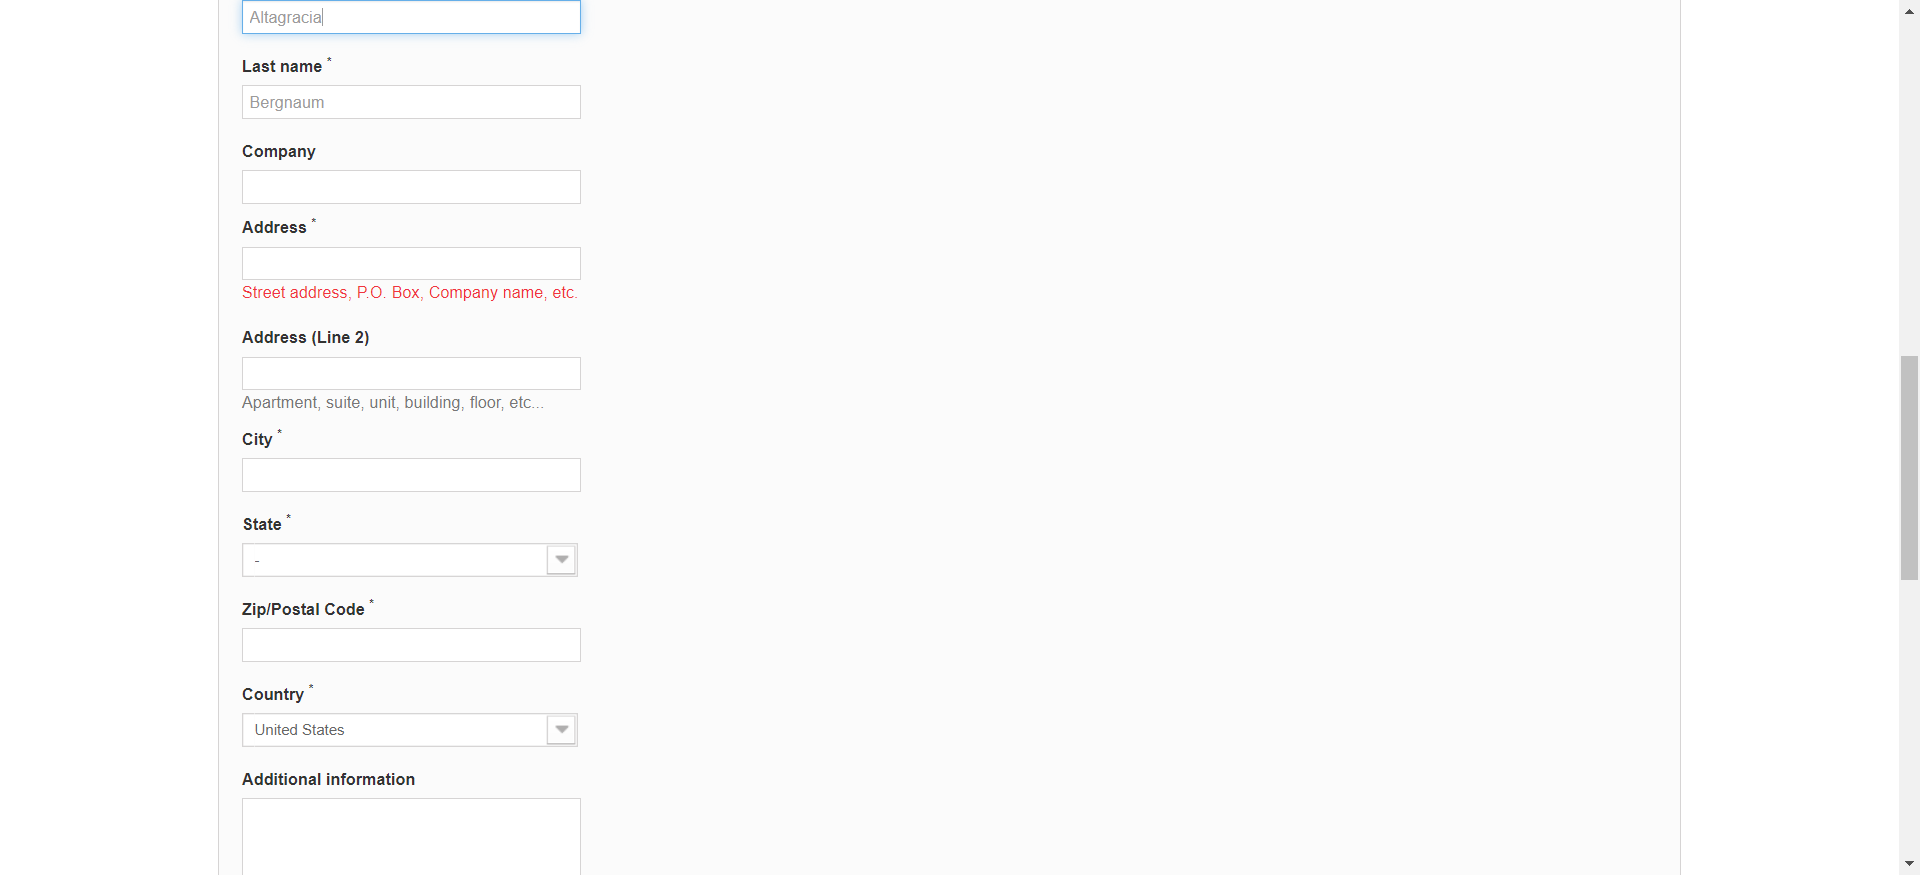 Altagracia
Last name *
Bergnaum
Company
Address *
Street address, P.O. Box, Company name, etc.
Address (Line 2)
Apartment, suite, unit, building, floor, etc...
City *
State *
-
Zip/Postal Code *
Country *
United States
Additional information